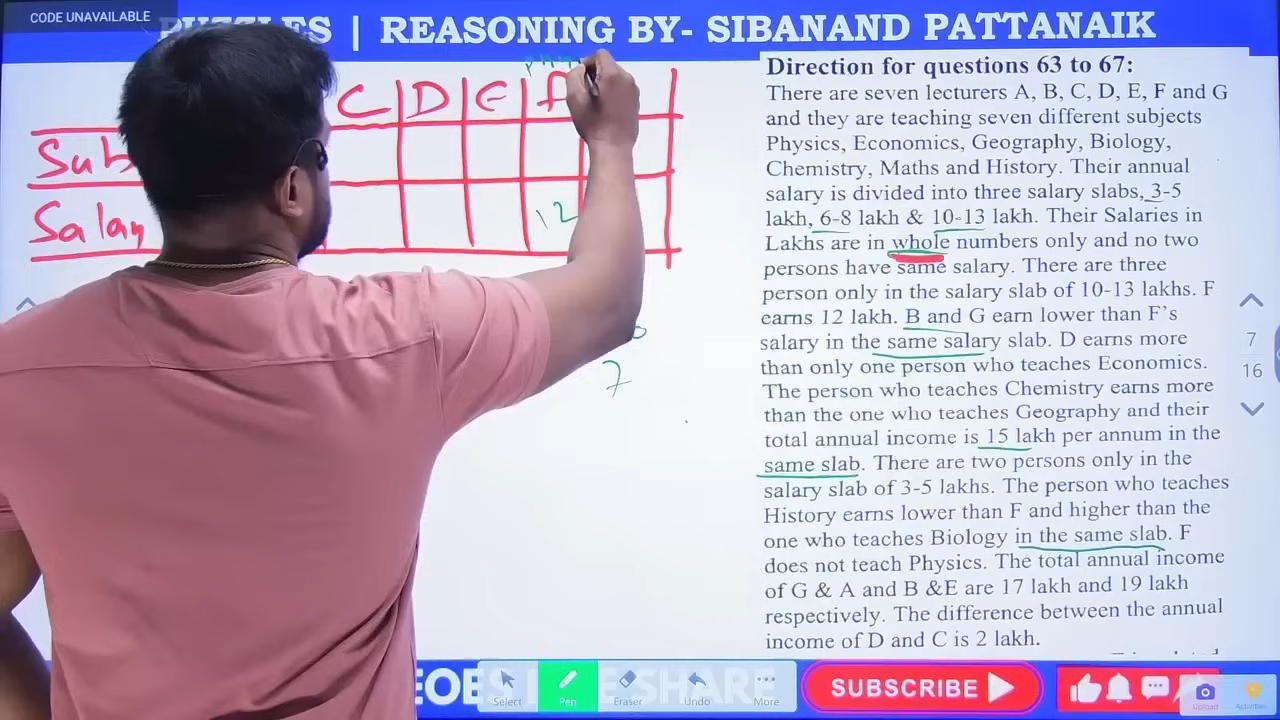 CODE UNAVAILABLE
PUZZLES | REASONING BY- SIBANAND PATTANAIK
C D E F
Sub
Salary
12
7
Direction for questions 63 to 67:
There are seven lecturers A, B, C, D, E, F and G
and they are teaching seven different subjects
Physics, Economics, Geography, Biology,
Chemistry, Maths and History. Their annual
salary is divided into three salary slabs, 3-5
lakh, 6-8 lakh & 10-13 lakh. Their Salaries in
Lakhs are in whole numbers only and no two
persons have same salary. There are three
person only in the salary slab of 10-13 lakhs. F
earns 12 lakh. B and G earn lower than F's
salary in the same salary slab. D earns more
than only one person who teaches Economics.
The person who teaches Chemistry earns more
than the one who teaches Geography and their
total annual income is 15 lakh per annum in the
same slab. There are two persons only in the
salary slab of 3-5 lakhs. The person who teaches
History earns lower than F and higher than the
one who teaches Biology in the same slab. F
does not teach Physics. The total annual income
of G & A and B &E are 17 lakh and 19 lakh
respectively. The difference between the annual
income of D and C is 2 lakh.
7
16
SHARE
Select
Pen
Eraser
Undo
More
SUBSCRIBE
Upload
Activities